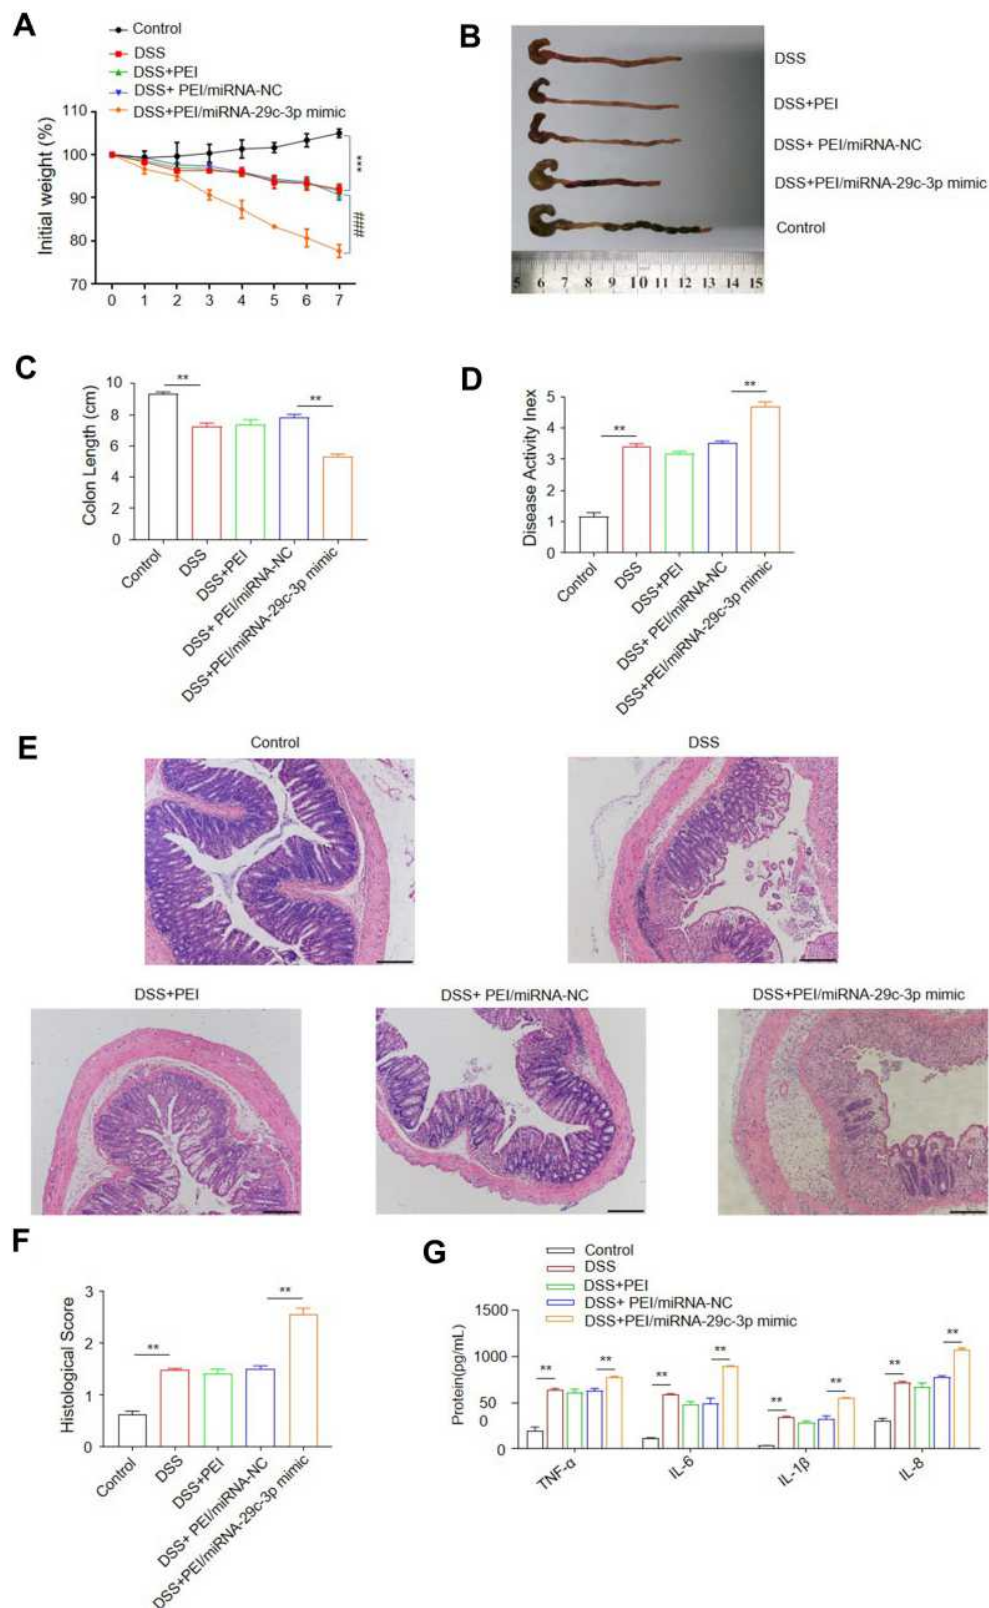 A
Control
DSS
DSS+PEI
DSS+ PEI/miRNA-NC
DSS+PEI/miRNA-29c-3p mimic
Initial weight (%)
110
100
90
80
70
0 1 2 3 4 5 6 7
***
###
B
DSS
DSS+PEI
DSS+ PEI/miRNA-NC
DSS+PEI/miRNA-29c-3p mimic
Control
5 6 7 8 9 10 11 12 13 14 15
C
Colon Length (cm)
10
8
6
4
2
0
**
**
Control
DSS
DSS+PEI
DSS+ PEI/miRNA-NC
DSS+PEI/miRNA-29c-3p mimic
D
Disease Activity Inex
5
4
3
2
1
0
**
**
Control
DSS
DSS+PEI
DSS+ PEI/miRNA-NC
DSS+PEI/miRNA-29c-3p mimic
E
Control
DSS
DSS+PEI
DSS+ PEI/miRNA-NC
DSS+PEI/miRNA-29c-3p mimic
F
Histological Score
3
2
1
0
**
**
Control
DSS
DSS+PEI
DSS+ PEI/miRNA-NC
DSS+PEI/miRNA-29c-3p mimic
G
Control
DSS
DSS+PEI
DSS+ PEI/miRNA-NC
DSS+PEI/miRNA-29c-3p mimic
Protein(pg/mL)
1500
1000
50
0
0
** **
** **
** **
** **
TNF-α
IL-6
IL-1β
IL-8